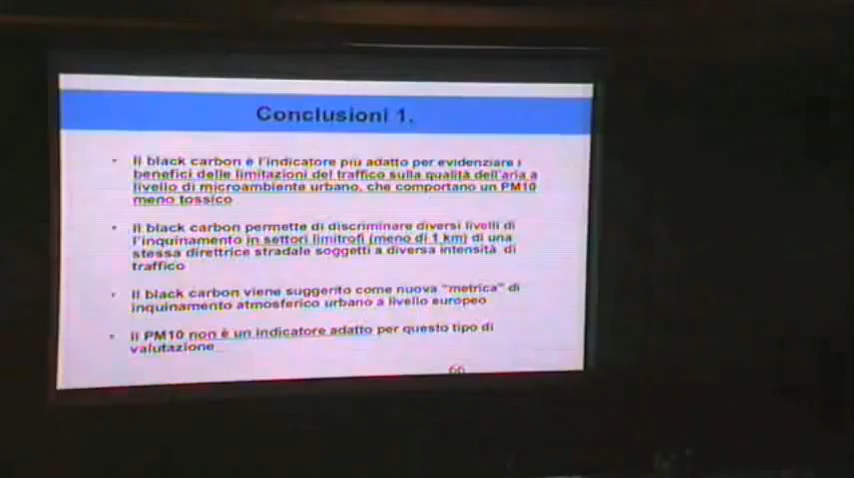 Conclusioni 1.
• Il black carbon è l'indicatore più adatto per evidenziare i
benefici delle limitazioni del traffico sulla qualità dell'aria a
livello di microambiente urbano, che comportano un PM10
meno tossico
• Il black carbon permette di discriminare diversi livelli di
l'inquinamento in settori limitrofi (meno di 1 km) di una
stessa direttrice stradale soggetti a diversa intensità di
traffico
• Il black carbon viene suggerito come nuova "metrica" di
inquinamento atmosferico urbano a livello europeo
• Il PM10 non è un indicatore adatto per questo tipo di
valutazione
66